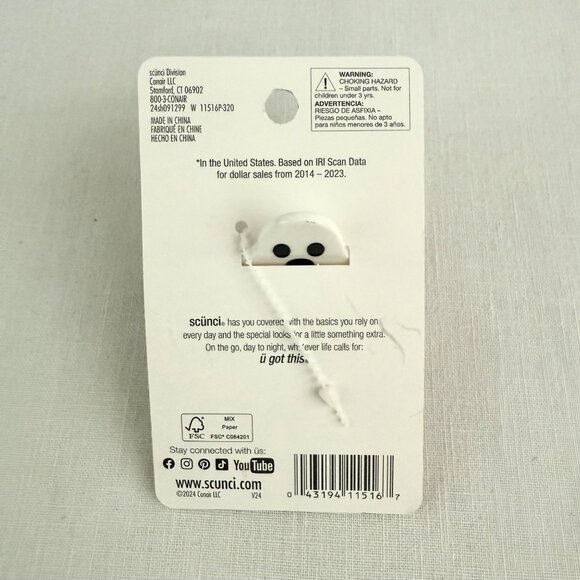 scünci Division
Conair LLC
Stamford, CT 06902
800-3-CONAIR
24sh091299 W 11516P-320
MADE IN CHINA
FABRIQUÉ EN CHINE
HECHO EN CHINA
WARNING:
CHOKING HAZARD
– Small parts. Not for
children under 3 yrs.
ADVERTENCIA:
RIESGO DE ASFIXIA –
Piezas pequeñas. No apto
para niños menores de 3 años.
*In the United States. Based on IRI Scan Data
for dollar sales from 2014 – 2023.
scünci® has you covered with the basics you rely on
every day and the special looks for a little something extra.
On the go, day to night, whatever life calls for:
ü got this
FSC
MIX
Paper
FSC® C084201
Stay connected with üs:
YouTube
www.scunci.com
©2024 Conair LLC
V24
0 43194 11516 7